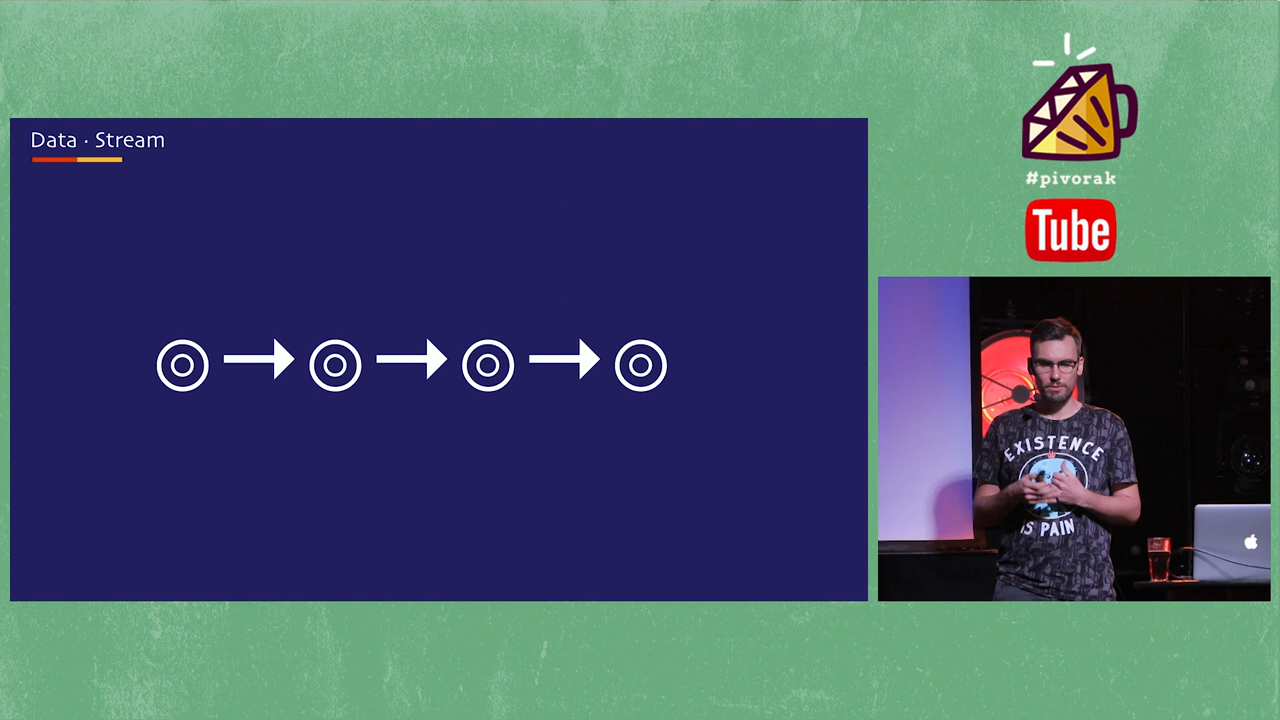 Data · Stream
#pivorak
Tube
EXISTENCE
IS PAIN